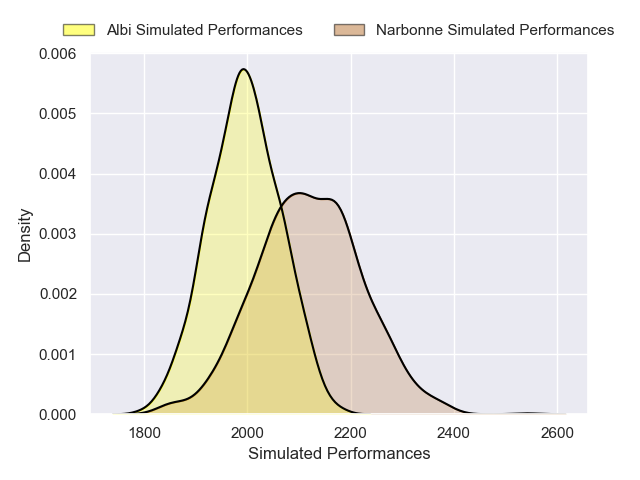 Albi Simulated Performances Narbonne Simulated Performances
0.006
0.005
0.004
0.003
0.002
0.001
0.000
Density
1800 2000 2200 2400 2600
Simulated Performances